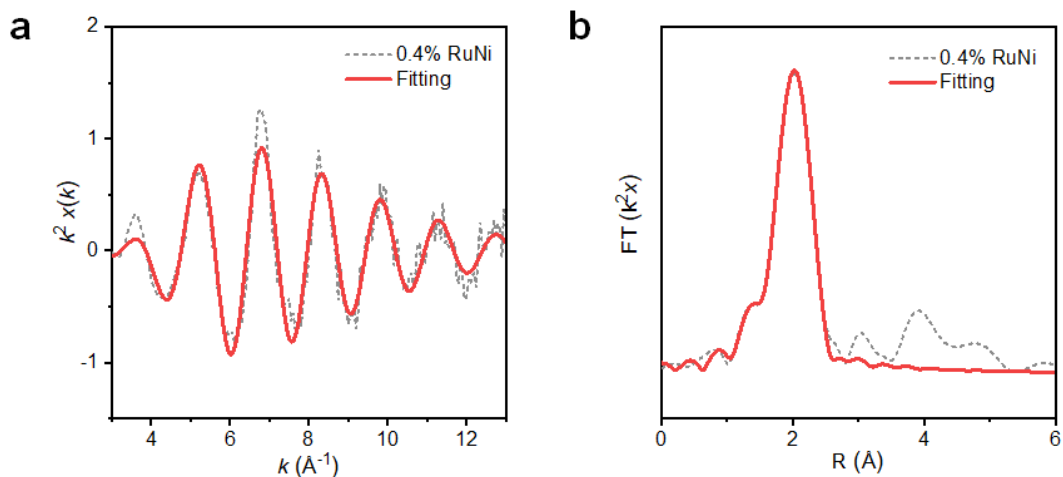 a
2
1
0
-1
4 6 8 10 12
k² x(k)
k (Å⁻¹)
0.4% RuNi
Fitting
b
FT (k²x)
0 2 4 6
R (Å)
0.4% RuNi
Fitting